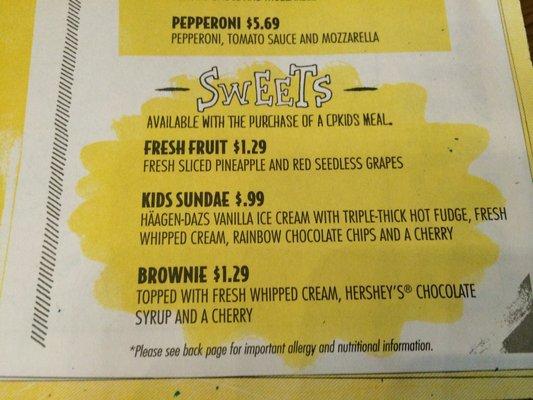 PEPPERONI $5.69
PEPPERONI, TOMATO SAUCE AND MOZZARELLA
SWEETS
AVAILABLE WITH THE PURCHASE OF A CPKIDS MEAL.
FRESH FRUIT $1.29
FRESH SLICED PINEAPPLE AND RED SEEDLESS GRAPES
KIDS SUNDAE $.99
HÄAGEN-DAZS VANILLA ICE CREAM WITH TRIPLE-THICK HOT FUDGE, FRESH
WHIPPED CREAM, RAINBOW CHOCOLATE CHIPS AND A CHERRY
BROWNIE $1.29
TOPPED WITH FRESH WHIPPED CREAM, HERSHEY'S® CHOCOLATE
SYRUP AND A CHERRY
*Please see back page for important allergy and nutritional information.